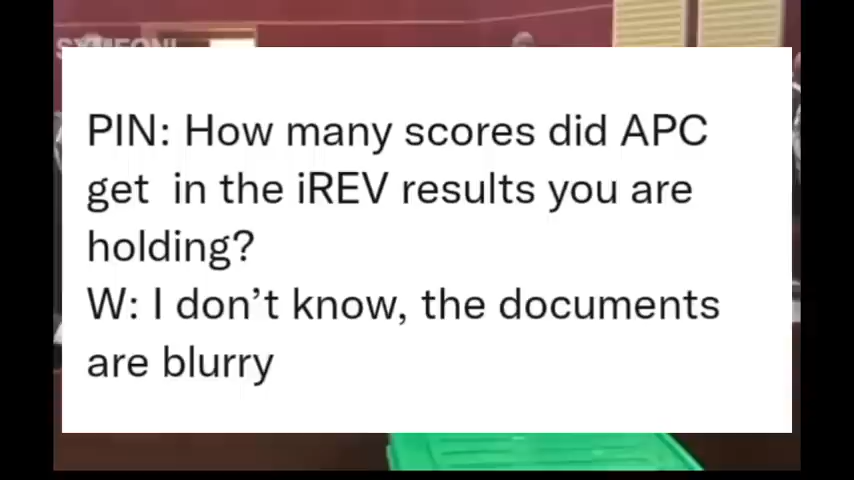 SYMFONI
PIN: How many scores did APC
get in the iREV results you are
holding?
W: I don’t know, the documents
are blurry